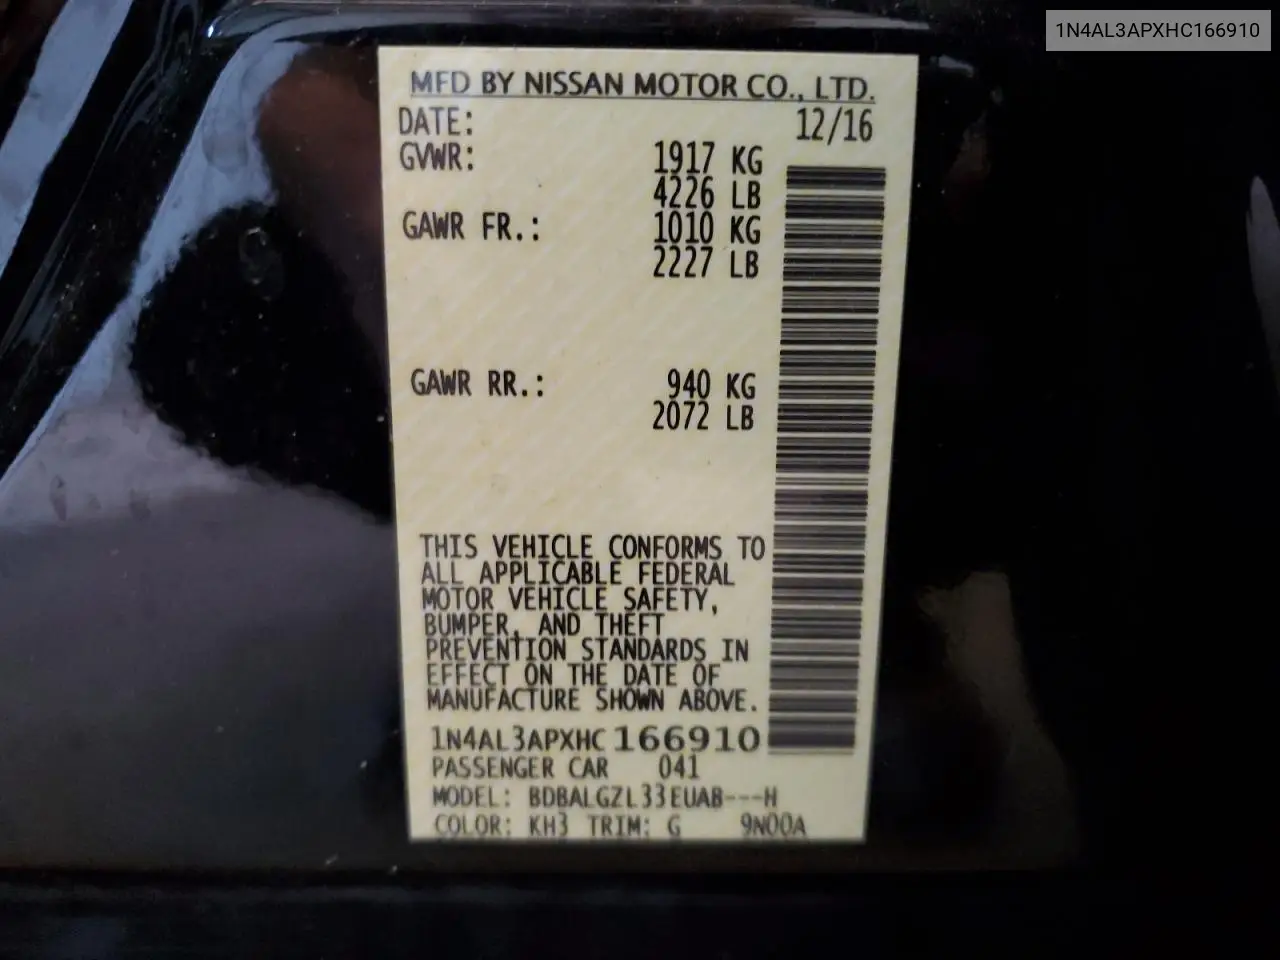 1N4AL3APXHC166910
MFD BY NISSAN MOTOR CO., LTD.
DATE: 12/16
GVWR: 1917 KG
4226 LB
GAWR FR.: 1010 KG
2227 LB
GAWR RR.: 940 KG
2072 LB
THIS VEHICLE CONFORMS TO
ALL APPLICABLE FEDERAL
MOTOR VEHICLE SAFETY,
BUMPER, AND THEFT
PREVENTION STANDARDS IN
EFFECT ON THE DATE OF
MANUFACTURE SHOWN ABOVE.
1N4AL3APXHC 166910
PASSENGER CAR 041
MODEL: BDBALGZL33EUAB---H
COLOR: KH3 TRIM: G 9N00A